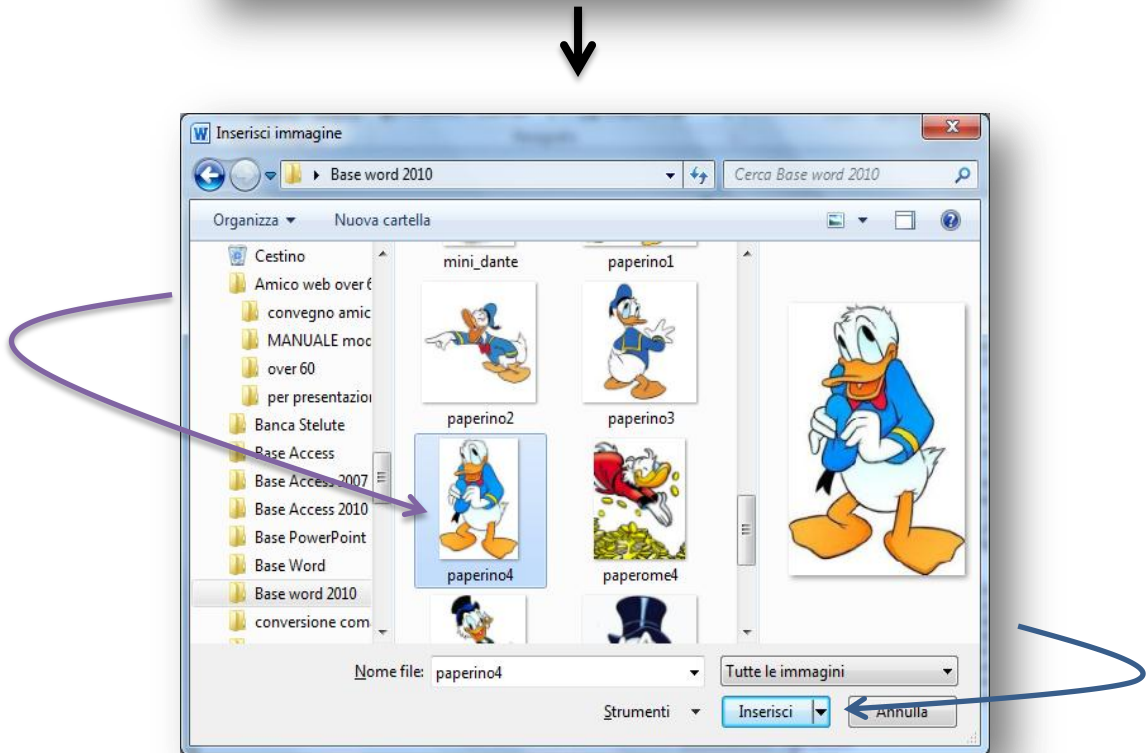 Inserisci immagine
Base word 2010
Cerca Base word 2010
Organizza
Nuova cartella
Cestino
Amico web over 6
convegno amic
MANUALE moc
over 60
per presentazion
Banca Stelute
Base Access
Base Access 2007
Base Access 2010
Base PowerPoint
Base Word
Base word 2010
conversione com
mini_dante
paperino1
paperino2
paperino3
paperino4
paperome4
Nome file:
paperino4
Tutte le immagini
Strumenti
Inserisci
Annulla